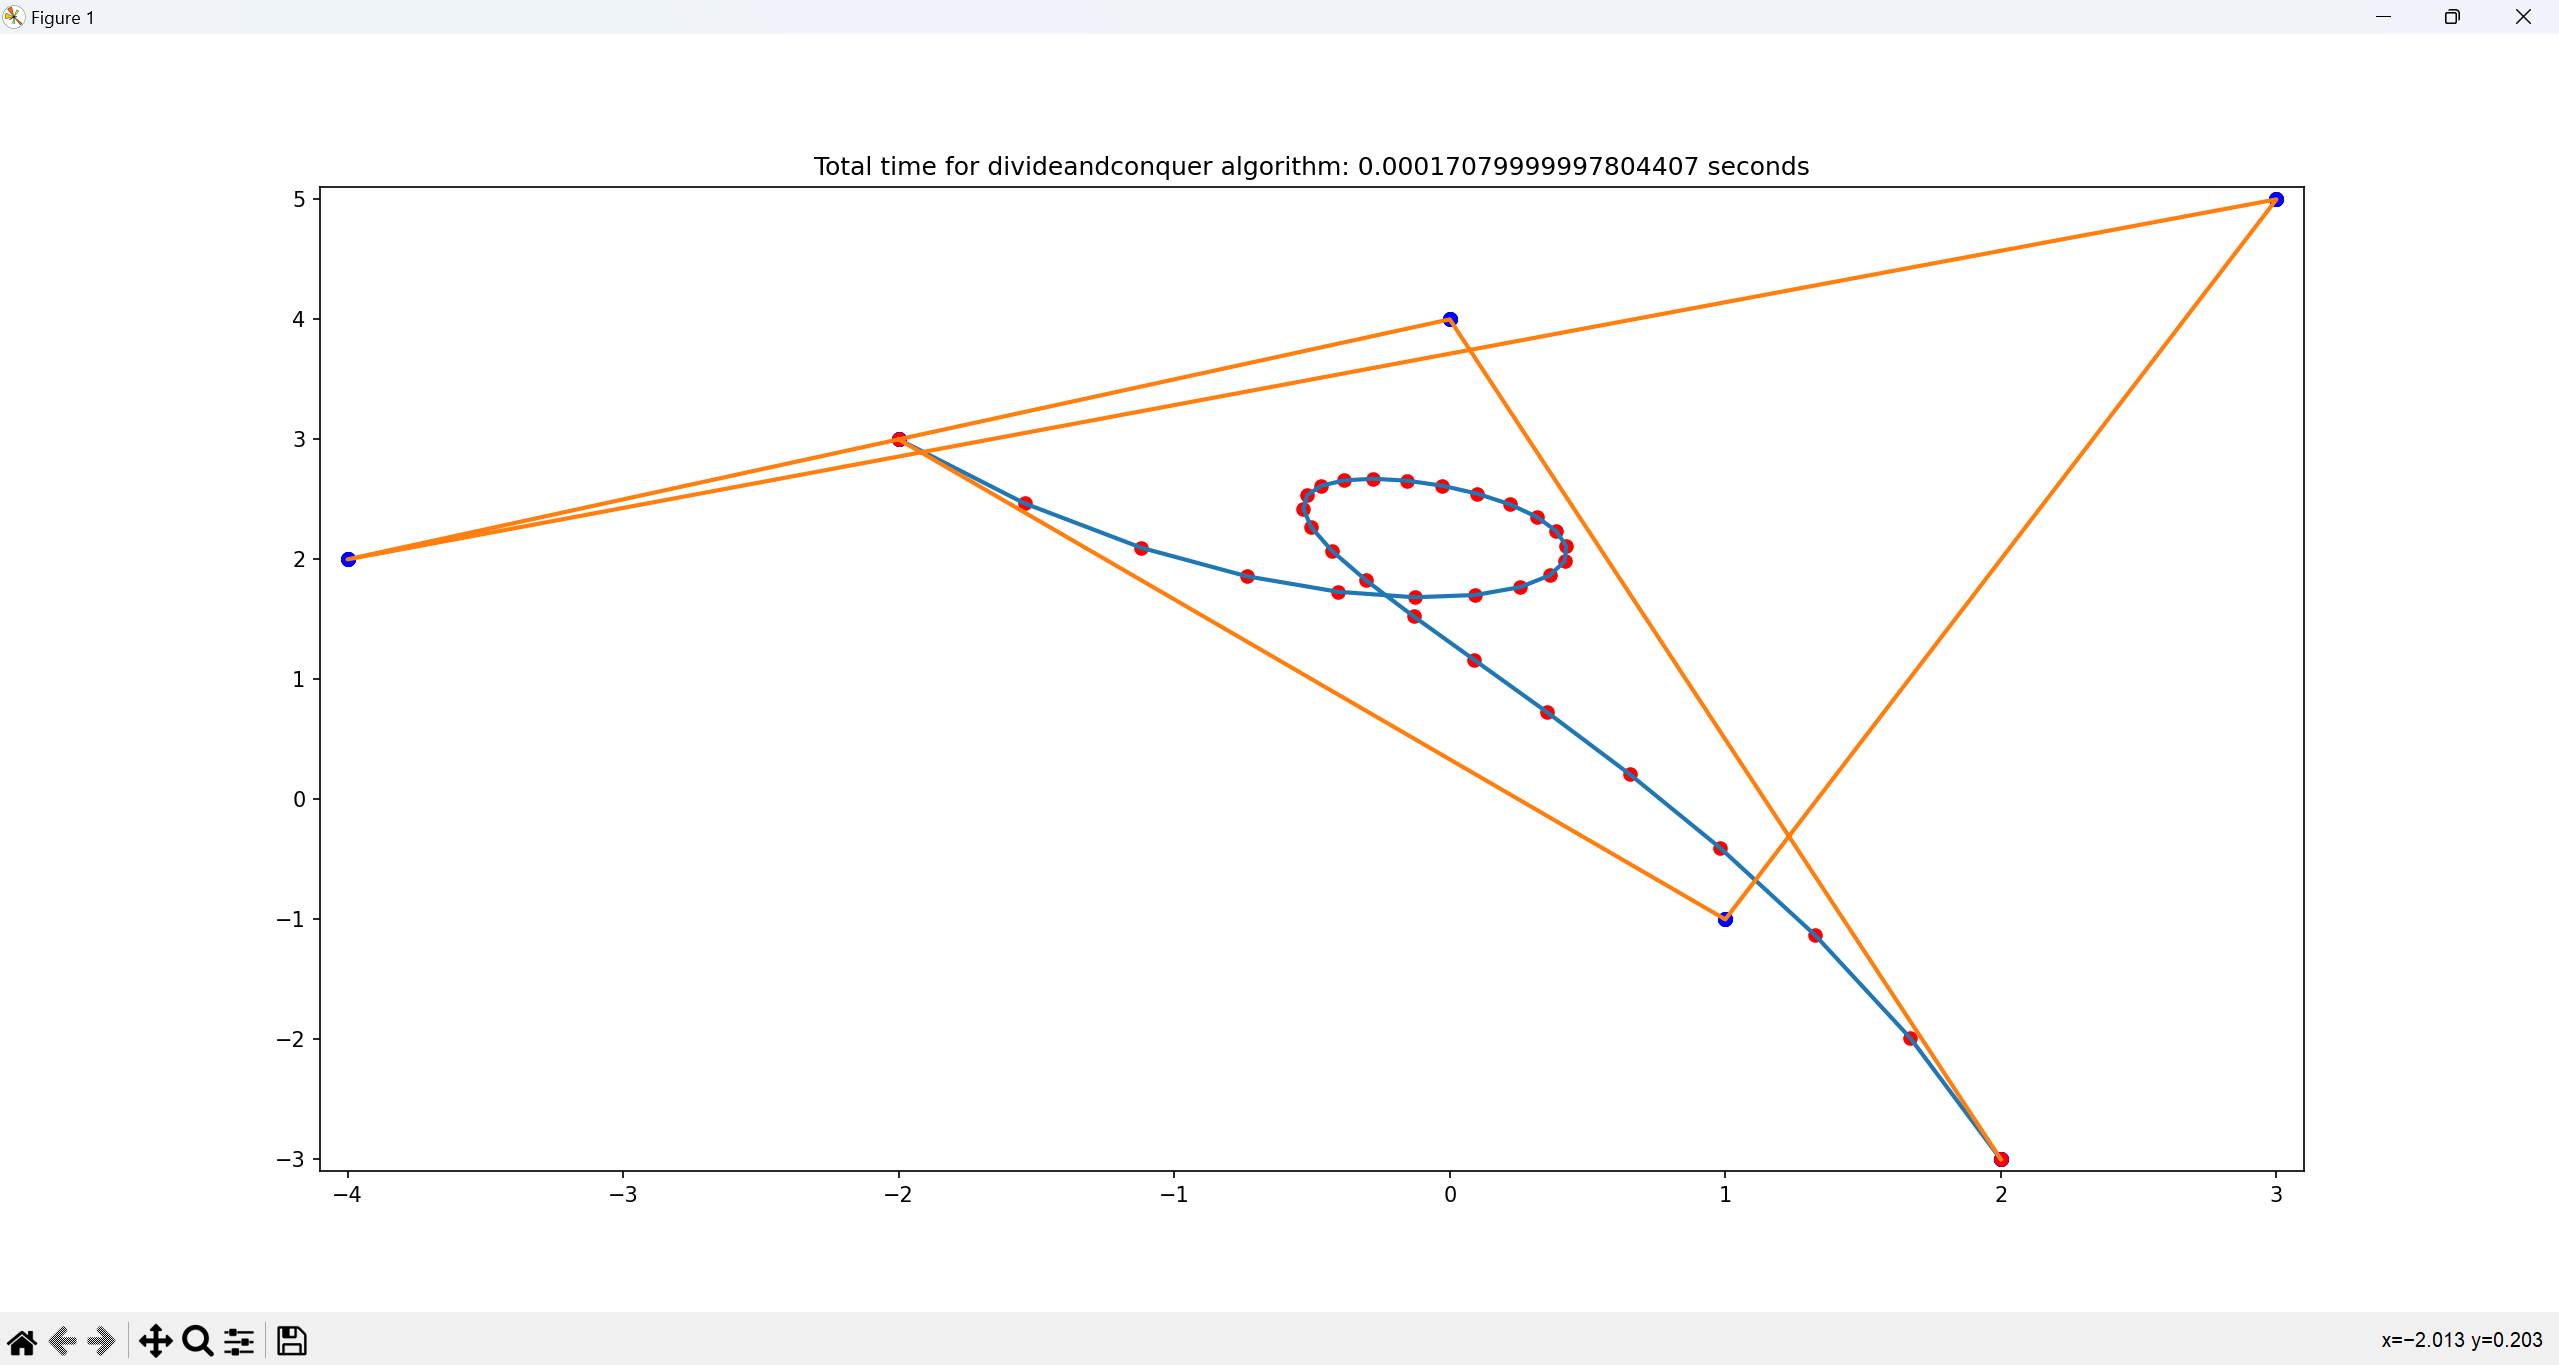 Figure 1
Total time for divideandconquer algorithm: 0.00017079999997804407 seconds
5
4
3
2
1
0
−1
−2
−3
−4 −3 −2 −1 0 1 2 3
x=−2.013 y=0.203